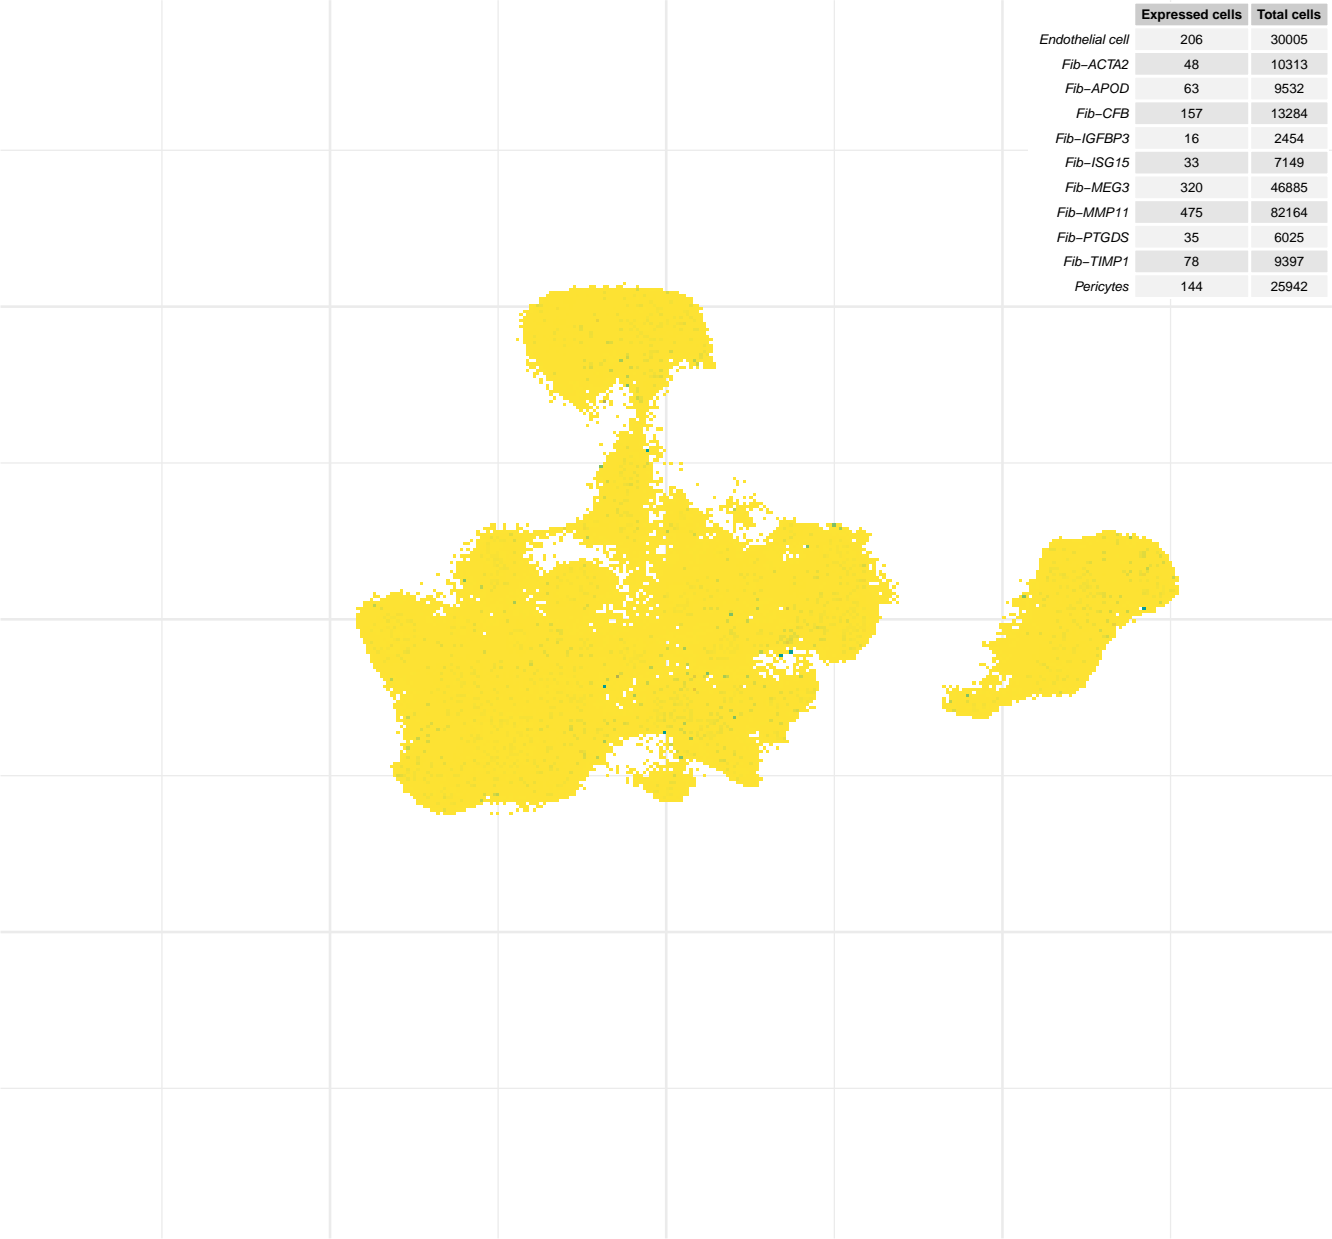 Expressed cells Total cells
Endothelial cell 206 30005
Fib−ACTA2 48 10313
Fib−APOD 63 9532
Fib−CFB 157 13284
Fib−IGFBP3 16 2454
Fib−ISG15 33 7149
Fib−MEG3 320 46885
Fib−MMP11 475 82164
Fib−PTGDS 35 6025
Fib−TIMP1 78 9397
Pericytes 144 25942